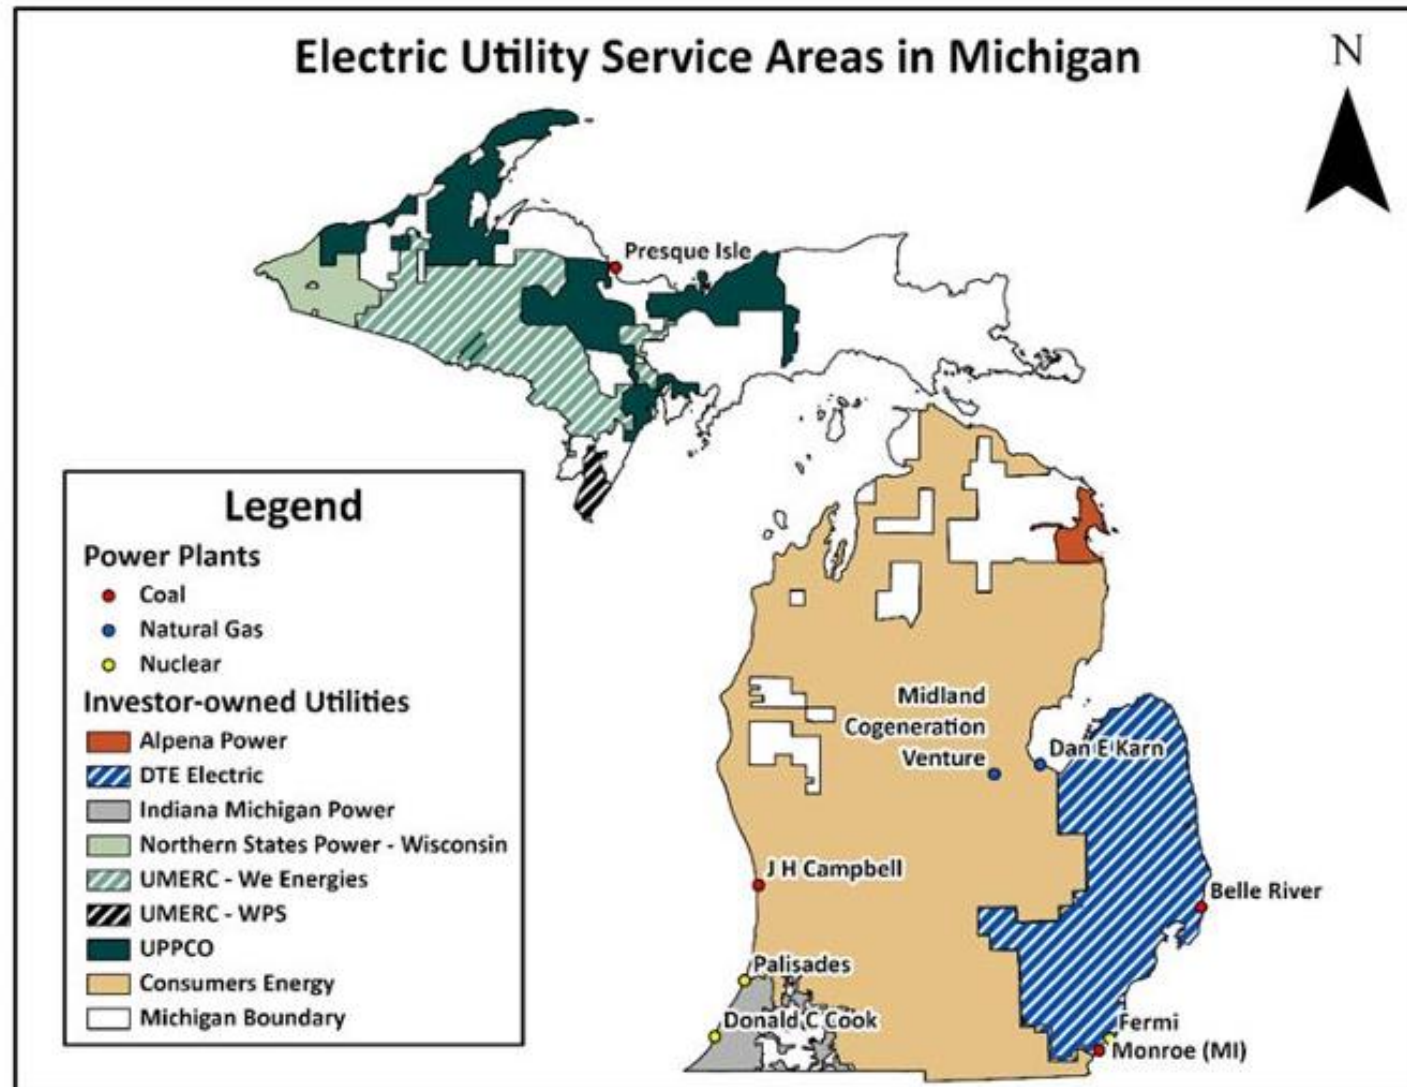 Electric Utility Service Areas in Michigan
N
Presque Isle
Legend
Power Plants
Coal
Natural Gas
Nuclear
Investor-owned Utilities
Alpena Power
DTE Electric
Indiana Michigan Power
Northern States Power - Wisconsin
UMERC - We Energies
UMERC - WPS
UPPCO
Consumers Energy
Michigan Boundary
Midland
Cogeneration
Venture
Dan E Karn
J H Campbell
Belle River
Palisades
Donald C Cook
Fermi
Monroe (MI)